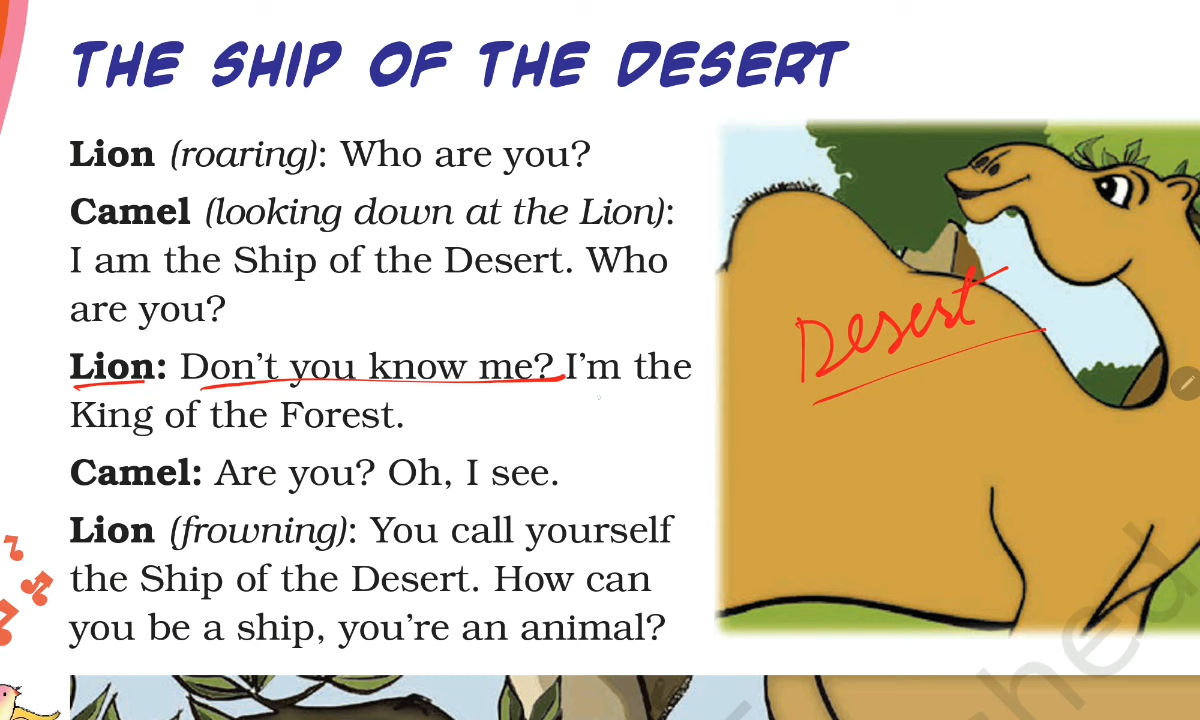 THE SHIP OF THE DESERT
Lion (roaring): Who are you?
Camel (looking down at the Lion):
I am the Ship of the Desert. Who
are you?
Desert
Lion: Don't you know me? I'm the
King of the Forest.
Camel: Are you? Oh, I see.
Lion (frowning): You call yourself
the Ship of the Desert. How can
you be a ship, you're an animal?